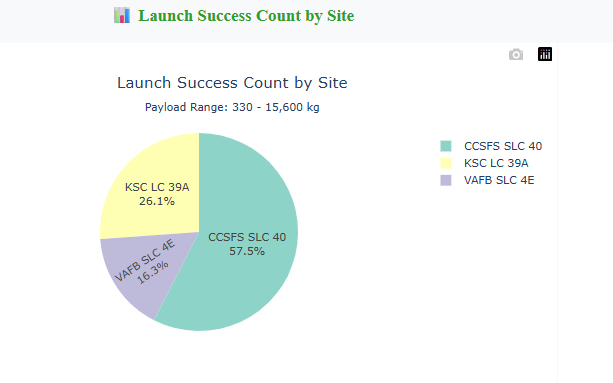 Launch Success Count by Site
Launch Success Count by Site
Payload Range: 330 - 15,600 kg
KSC LC 39A
26.1%
CCSFS SLC 40
57.5%
VAFB SLC 4E
16.3%
CCSFS SLC 40
KSC LC 39A
VAFB SLC 4E